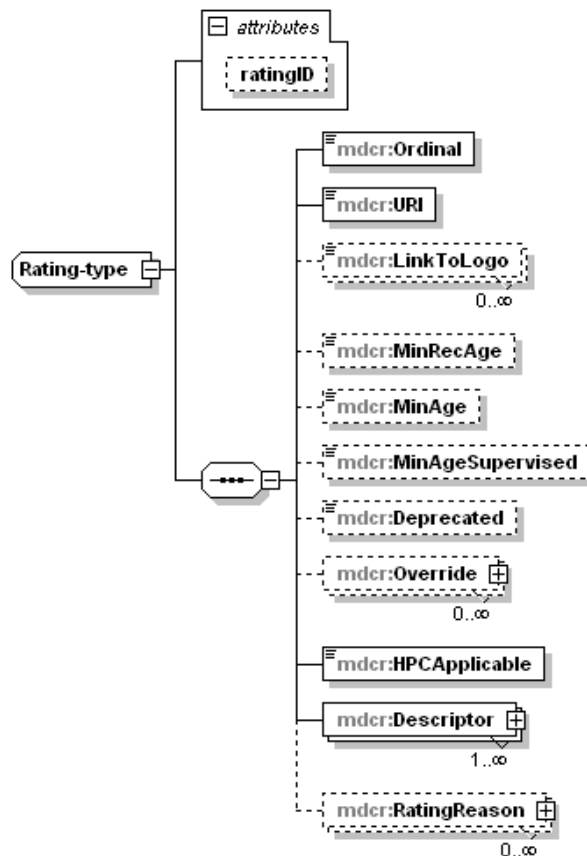 attributes
ratingID
mdcr:Ordinal
mdcr:URI
mdcr:LinkToLogo
0..∞
Rating-type
mdcr:MinRecAge
mdcr:MinAge
mdcr:MinAgeSupervised
mdcr:Deprecated
mdcr:Override
0..∞
mdcr:HPCApplicable
mdcr:Descriptor
1..∞
mdcr:RatingReason
0..∞